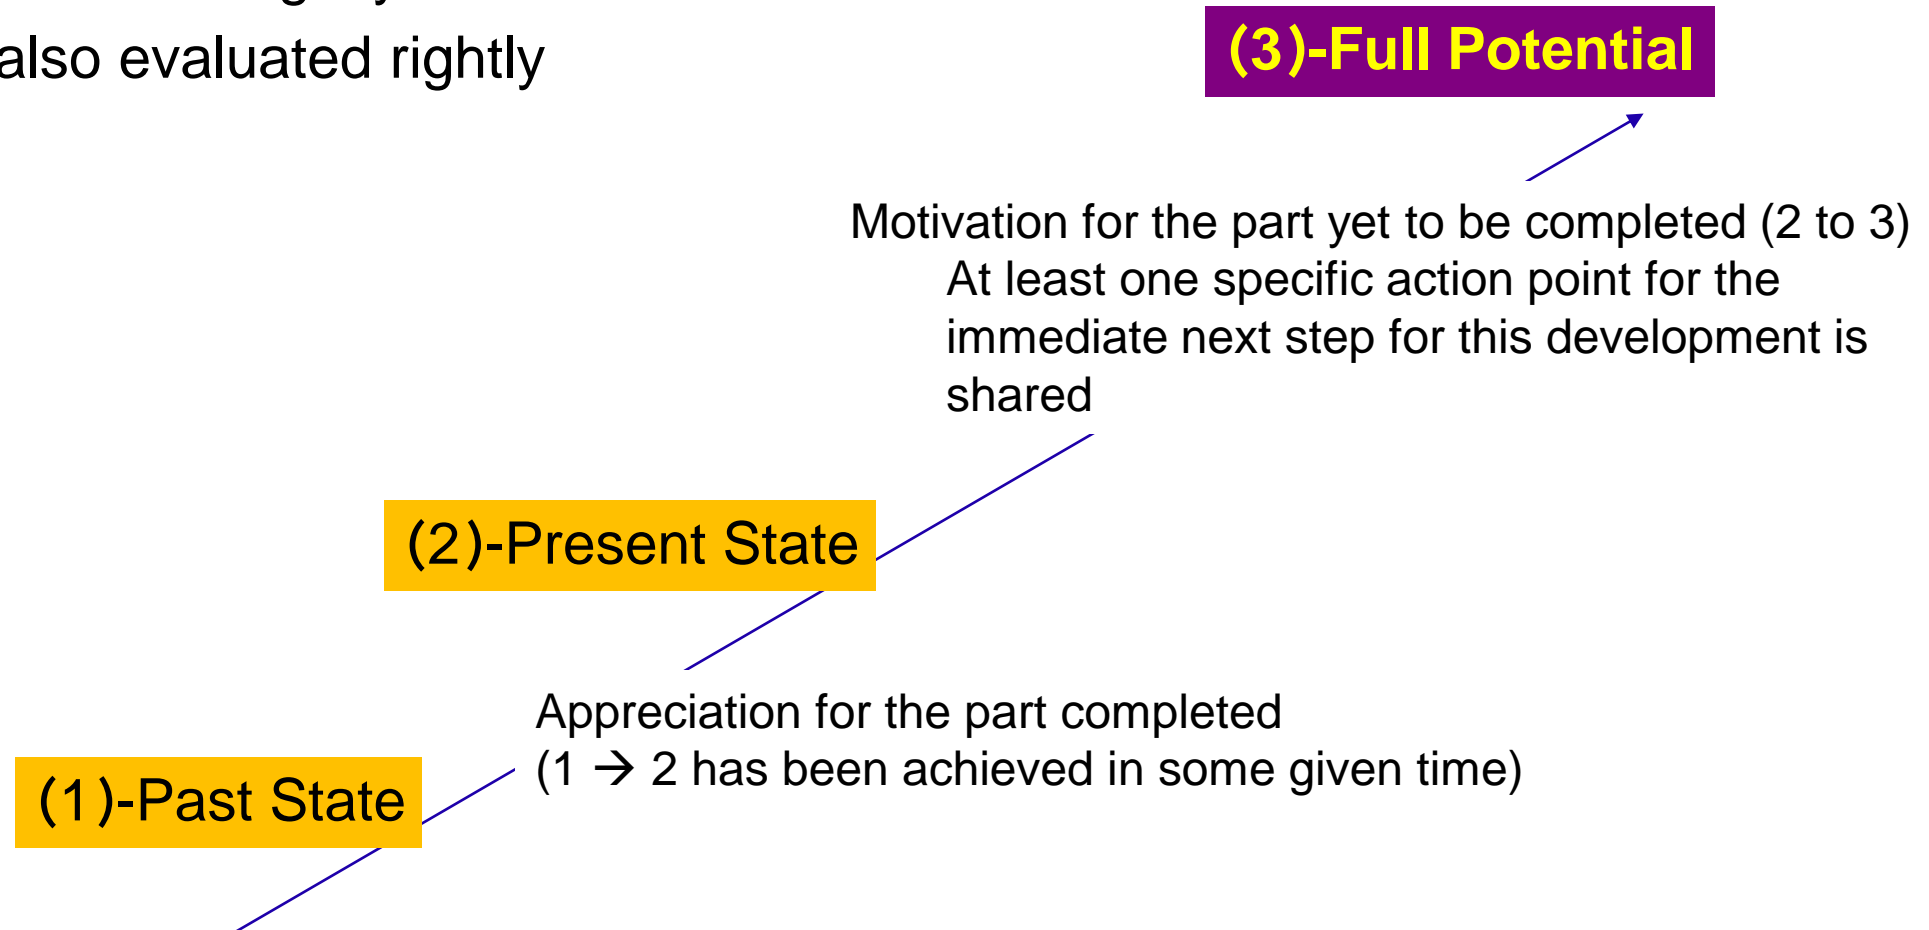 also evaluated rightly
(3)-Full Potential
Motivation for the part yet to be completed (2 to 3)
At least one specific action point for the
immediate next step for this development is
shared
(2)-Present State
Appreciation for the part completed
(1 → 2 has been achieved in some given time)
(1)-Past State